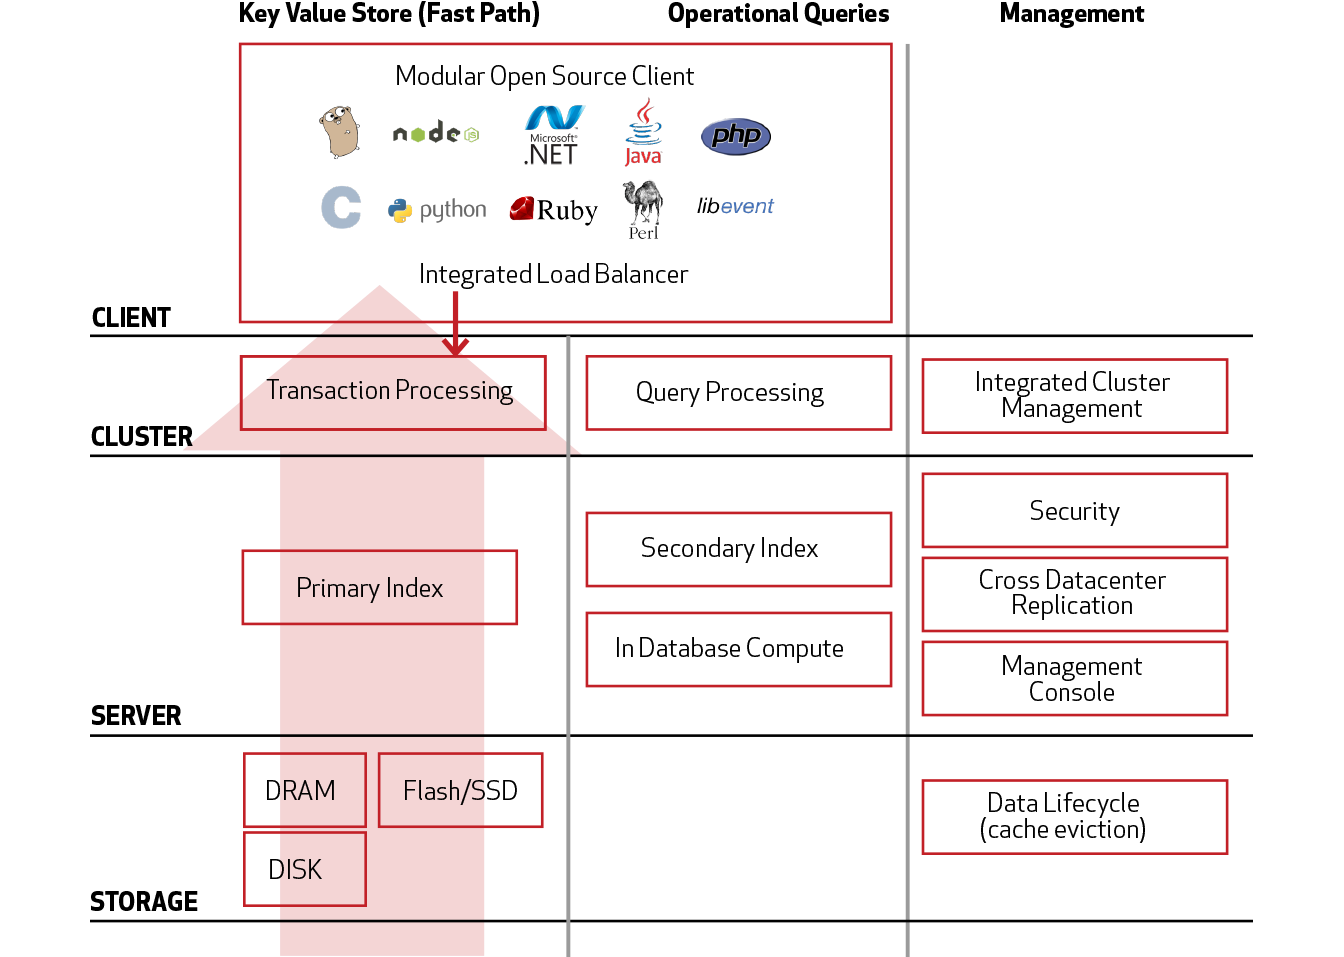 Key Value Store (Fast Path)
Operational Queries
Management
Modular Open Source Client
node js
Microsoft®
.NET
Java
php
C
python
Ruby
Perl
libevent
Integrated Load Balancer
CLIENT
Transaction Processing
Query Processing
Integrated Cluster
Management
CLUSTER
Security
Secondary Index
Cross Datacenter
Replication
Primary Index
In Database Compute
Management
Console
SERVER
DRAM
Flash/SSD
Data Lifecycle
(cache eviction)
DISK
STORAGE